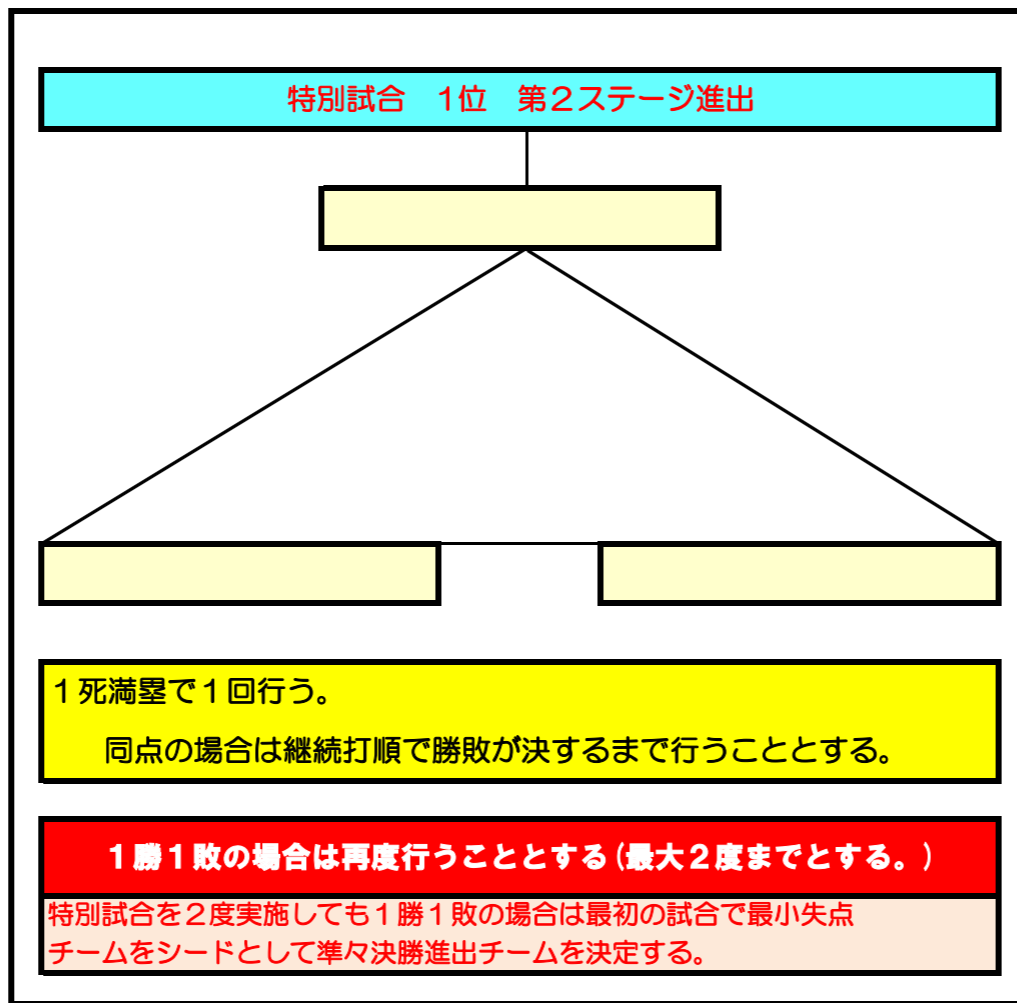 特別試合　1位　第２ステージ進出
１死満塁で１回行う。
同点の場合は継続打順で勝敗が決するまで行うこととする。
１勝１敗の場合は再度行うこととする(最大２度までとする。)
特別試合を２度実施しても１勝１敗の場合は最初の試合で最小失点
チームをシードとして準々決勝進出チームを決定する。